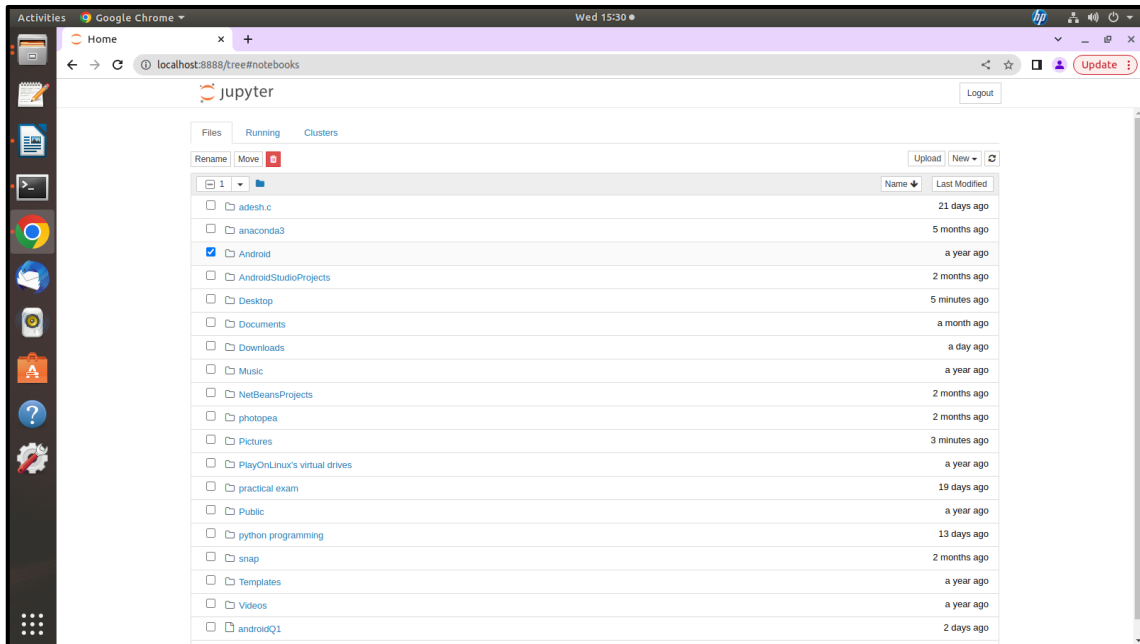 Activities Google Chrome Wed 15:30
Home
localhost:8888/tree#notebooks Update
jupyter Logout
Files Running Clusters
Rename Move Upload New
1 Name Last Modified
adesh.c 21 days ago
anaconda3 5 months ago
Android a year ago
AndroidStudioProjects 2 months ago
Desktop 5 minutes ago
Documents a month ago
Downloads a day ago
Music a year ago
NetBeansProjects 2 months ago
photopea 2 months ago
Pictures 3 minutes ago
PlayOnLinux's virtual drives a year ago
practical exam 19 days ago
Public a year ago
python programming 13 days ago
snap 2 months ago
Templates a year ago
Videos a year ago
androidQ1 2 days ago